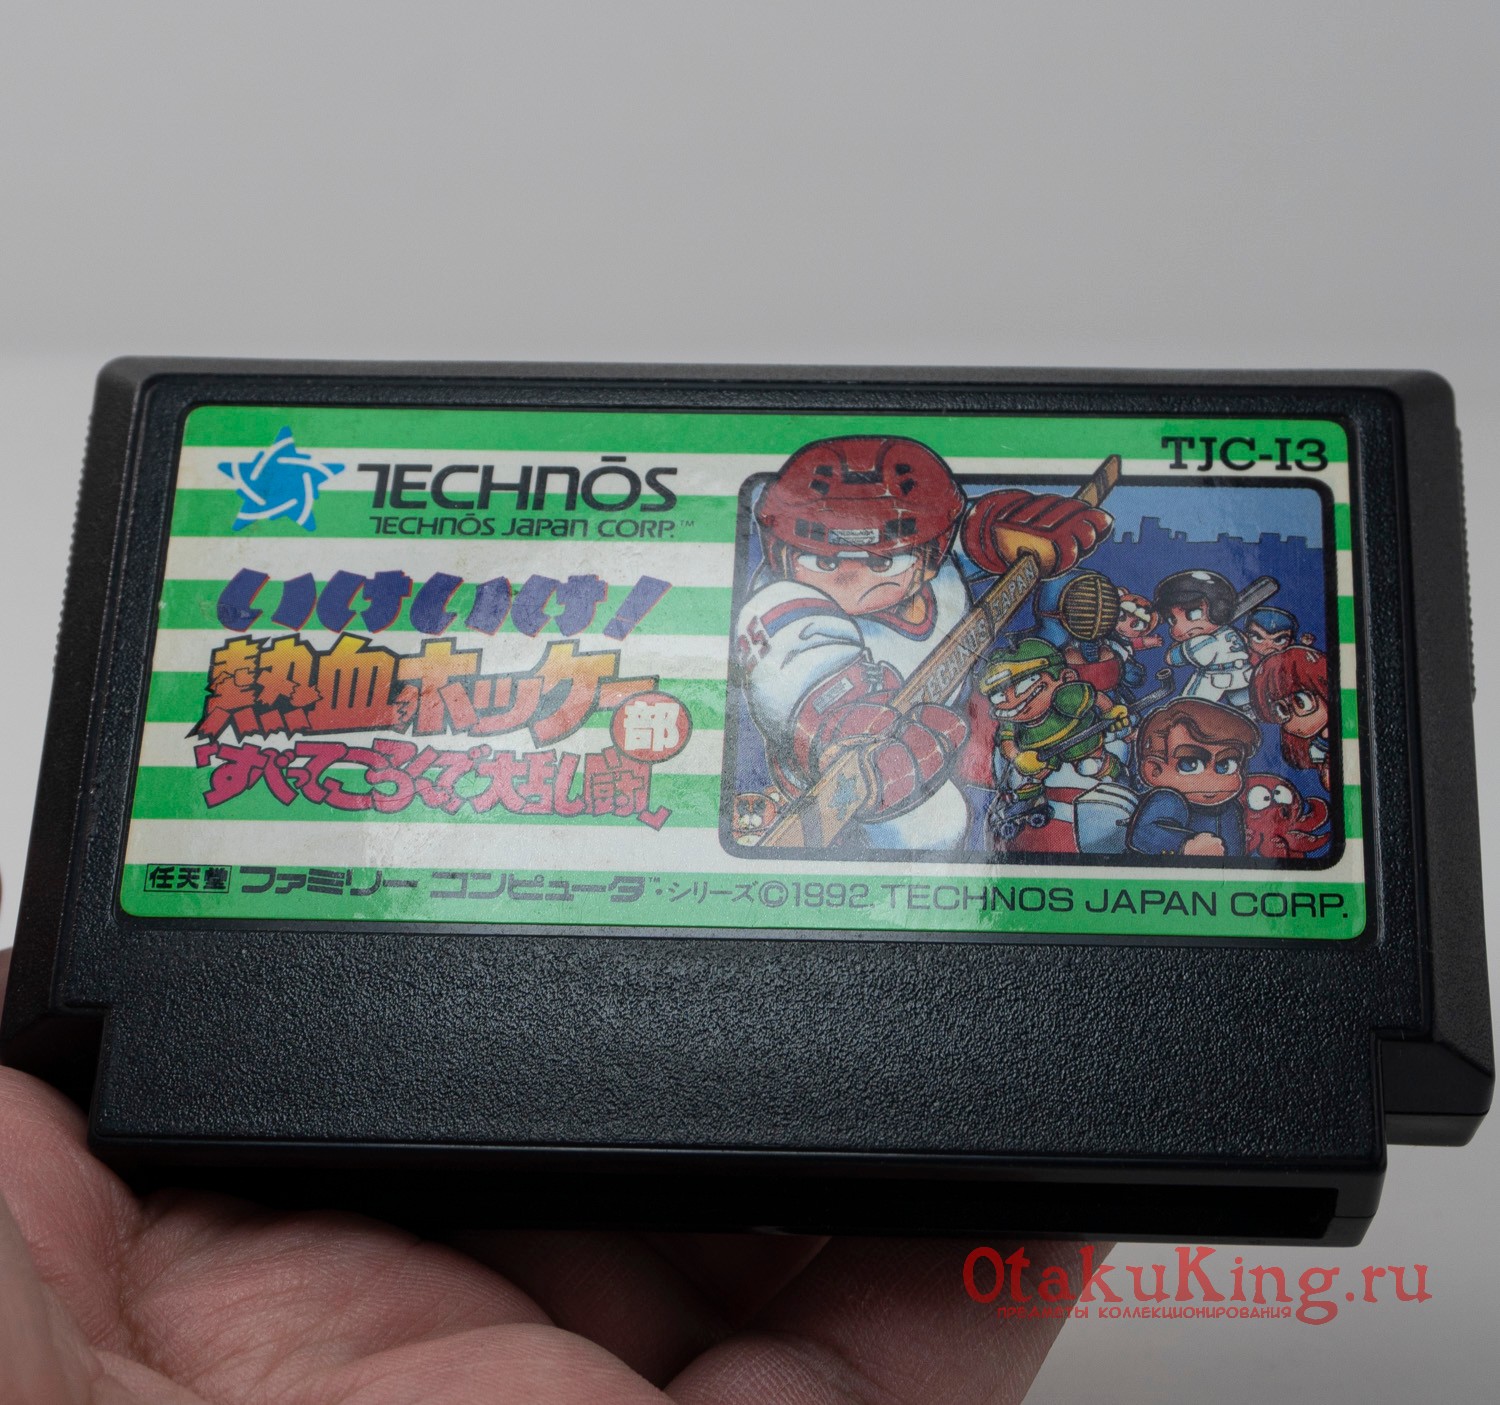 TECHNŌS
TECHNŌS JAPAN CORP.™
TJC-I3
いけいけ!
熱血ホッケー部
すべってころんで大乱闘
25
TECHNOS JAPAN
任天堂 ファミリーコンピュータ™・シリーズ©1992 TECHNOS JAPAN CORP.
OtakuKing.ru
предметы коллекционирования